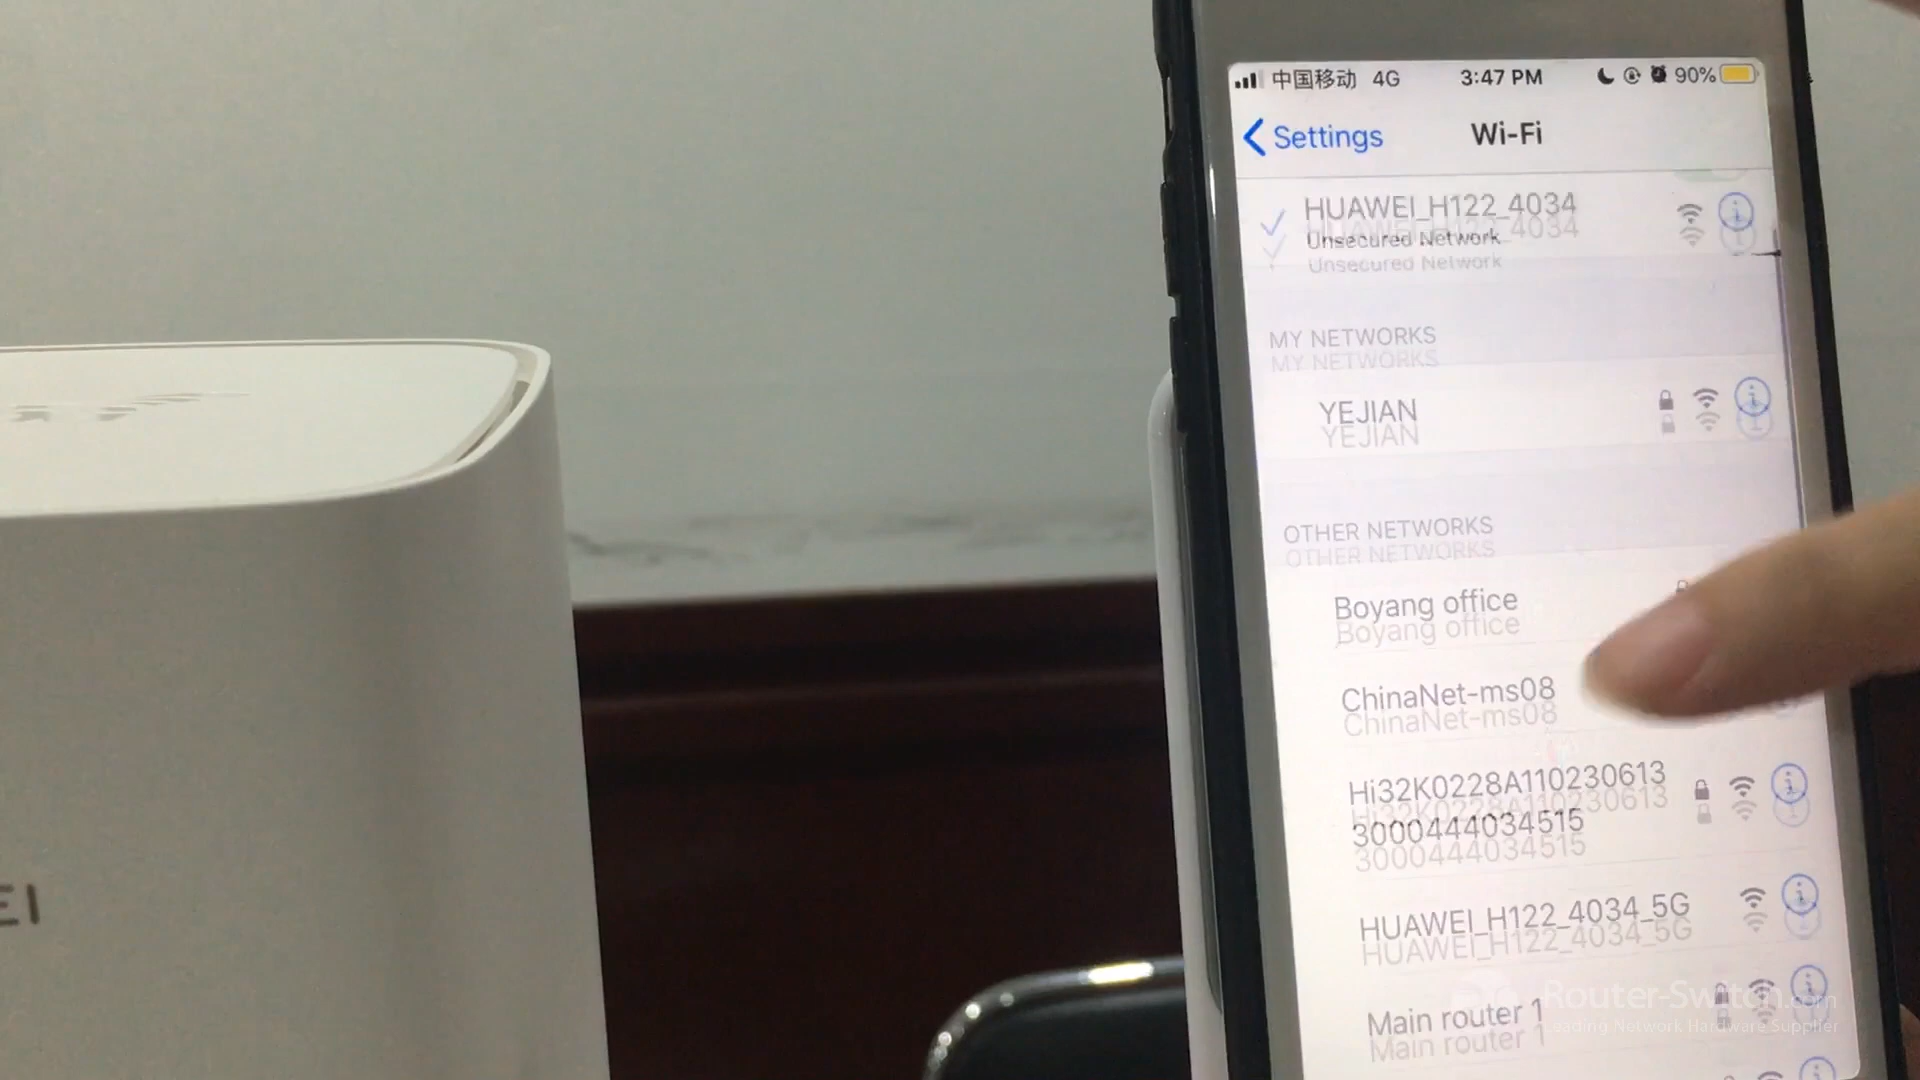 中国移动 4G 3:47 PM 90%
Settings Wi-Fi
HUAWEI_H122_4034
Unsecured Network
MY NETWORKS
YEJIAN
OTHER NETWORKS
Boyang office
ChinaNet-ms08
Hi32K0228A110230613
3000444034515
HUAWEI_H122_4034_5G
Main router 1
EI
Router-Switch.com
Leading Network Hardware Supplier